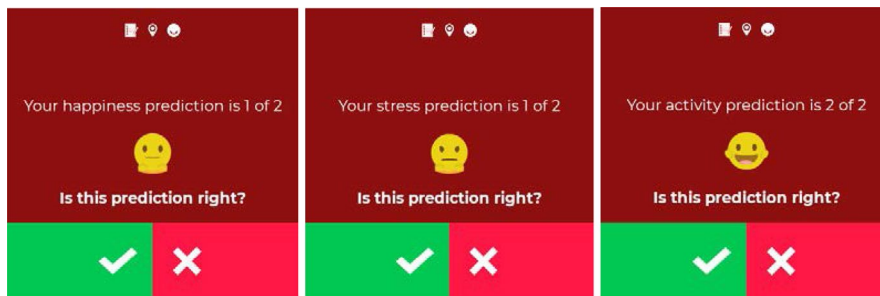 Your happiness prediction is 1 of 2
Is this prediction right?
Your stress prediction is 1 of 2
Is this prediction right?
Your activity prediction is 2 of 2
Is this prediction right?